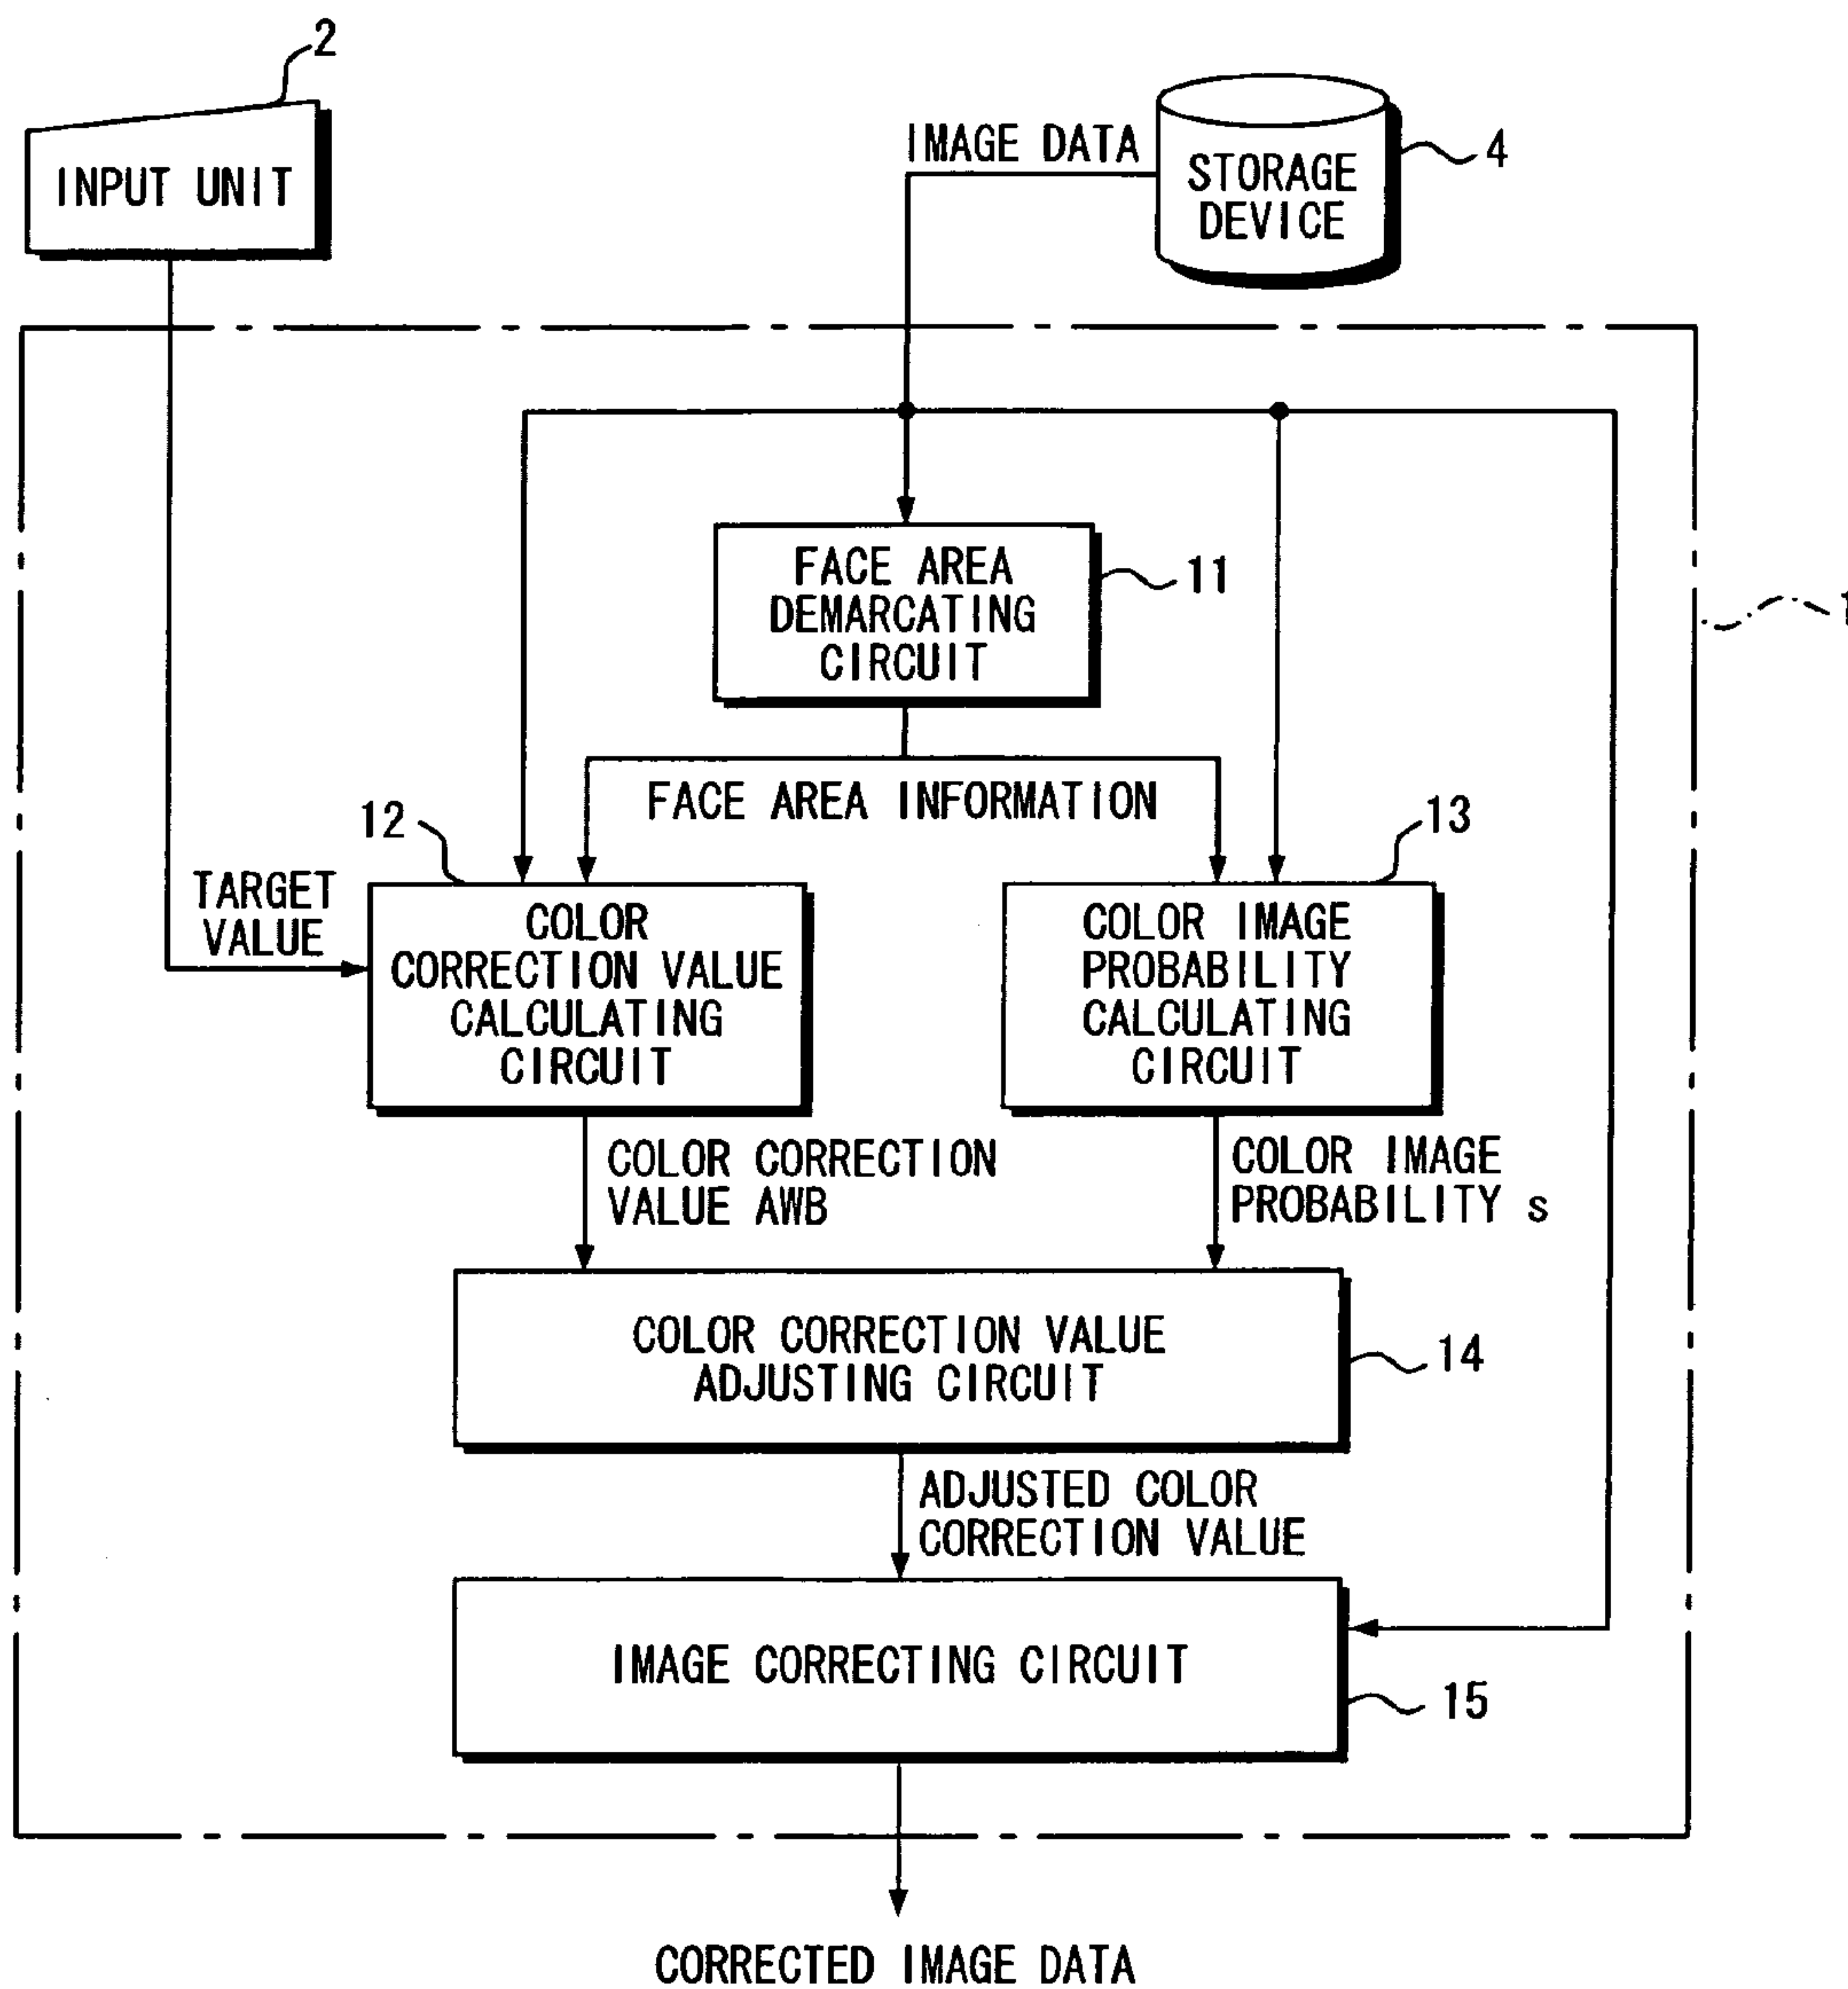 2
INPUT UNIT
IMAGE DATA
STORAGE
DEVICE
4
FACE AREA
DEMARCATING
CIRCUIT
11
1
FACE AREA INFORMATION
12
13
TARGET
VALUE
COLOR
CORRECTION VALUE
CALCULATING
CIRCUIT
COLOR IMAGE
PROBABILITY
CALCULATING
CIRCUIT
COLOR CORRECTION
VALUE AWB
COLOR IMAGE
PROBABILITY s
COLOR CORRECTION VALUE
ADJUSTING CIRCUIT
14
ADJUSTED COLOR
CORRECTION VALUE
IMAGE CORRECTING CIRCUIT
15
CORRECTED IMAGE DATA